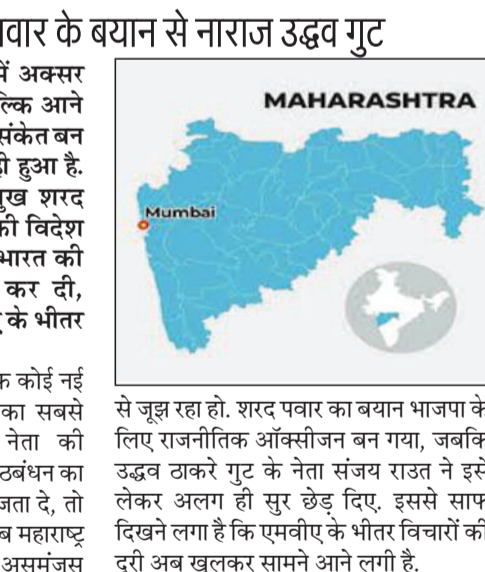 वार के बयान से नाराज उद्धव गुट
में अक्सर
ल्कि आने
संकेत बन
ही हुआ है.
मुख शरद
की विदेश
भारत की
कर दी,
के भीतर
क कोई नई
का सबसे
नेता की
ठबंधन का
जता दे, तो
ब महाराष्ट्र
असमंजस
MAHARASHTRA
Mumbai
से जूझ रहा हो. शरद पवार का बयान भाजपा के
लिए राजनीतिक ऑक्सीजन बन गया, जबकि
उद्धव ठाकरे गुट के नेता संजय राउत ने इसे
लेकर अलग ही सुर छेड़ दिए. इससे साफ
दिखने लगा है कि एमवीए के भीतर विचारों की
दूरी अब खुलकर सामने आने लगी है.